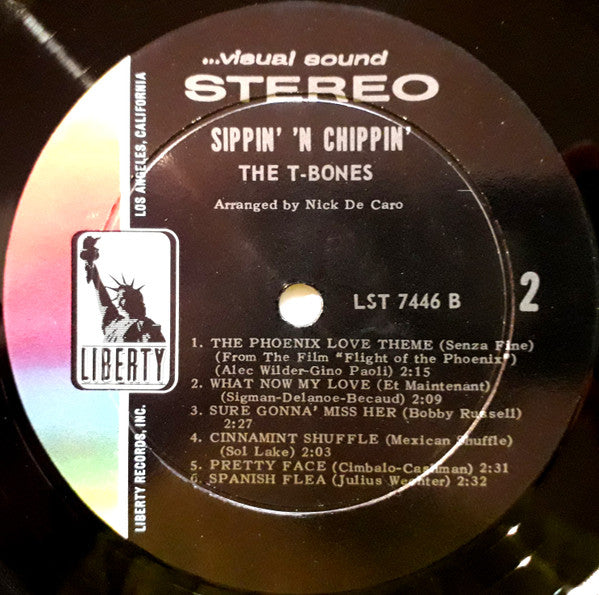 ...visual sound
STEREO
SIPPIN' 'N CHIPPIN'
THE T-BONES
Arranged by Nick De Caro
LST 7446 B
2
1. THE PHOENIX LOVE THEME (Senza Fine)
(From The Film "Flight of the Phoenix")
(Alec Wilder-Gino Paoli) 2:15
2. WHAT NOW MY LOVE (Et Maintenant)
(Sigman-Delanoe-Becaud) 2:09
3. SURE GONNA' MISS HER (Bobby Russell)
2:27
4. CINNAMINT SHUFFLE (Mexican Shuffle)
(Sol Lake) 2:03
5. PRETTY FACE (Cimbalo-Cashman) 2:31
6. SPANISH FLEA (Julius Wechter) 2:32
LIBERTY
LIBERTY RECORDS, INC.
LOS ANGELES, CALIFORNIA